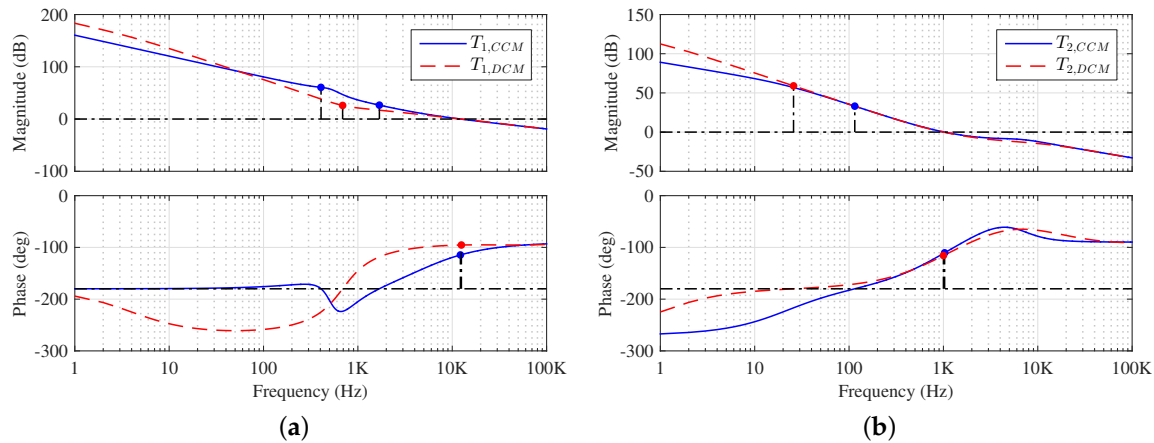 200
100
0
-100
Magnitude (dB)
T1,CCM
T1,DCM
0
-100
-200
-300
Phase (deg)
1 10 100 1K 10K 100K
Frequency (Hz)
(a)
100
50
0
-50
Magnitude (dB)
T2,CCM
T2,DCM
0
-100
-200
-300
Phase (deg)
1 10 100 1K 10K 100K
Frequency (Hz)
(b)